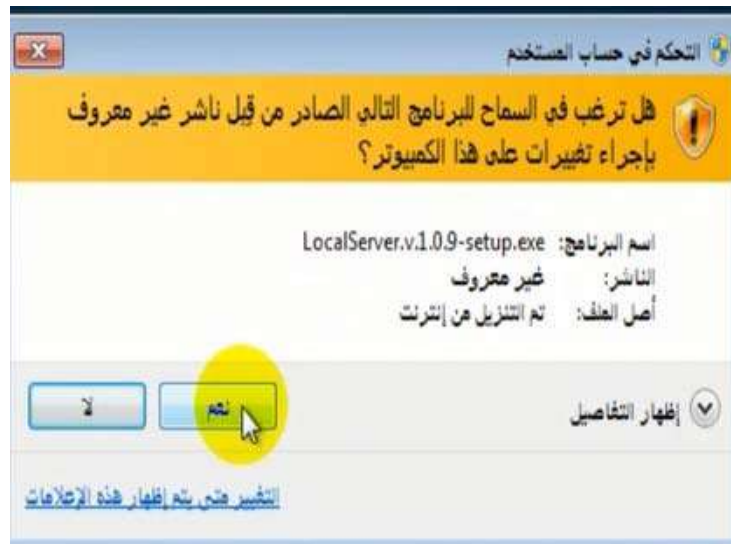 التحكم في حساب المستخدم
هل ترغب في السماح للبرنامج التالي الصادر من قِبل ناشر غير معروف
بإجراء تغييرات على هذا الكمبيوتر؟
اسم البرنامج: LocalServer.v.1.0.9-setup.exe
الناشر: غير معروف
أصل الملف: تم التنزيل من إنترنت
إظهار التفاصيل
نعم
لا
التغيير متى يتم إظهار هذه الإعلامات